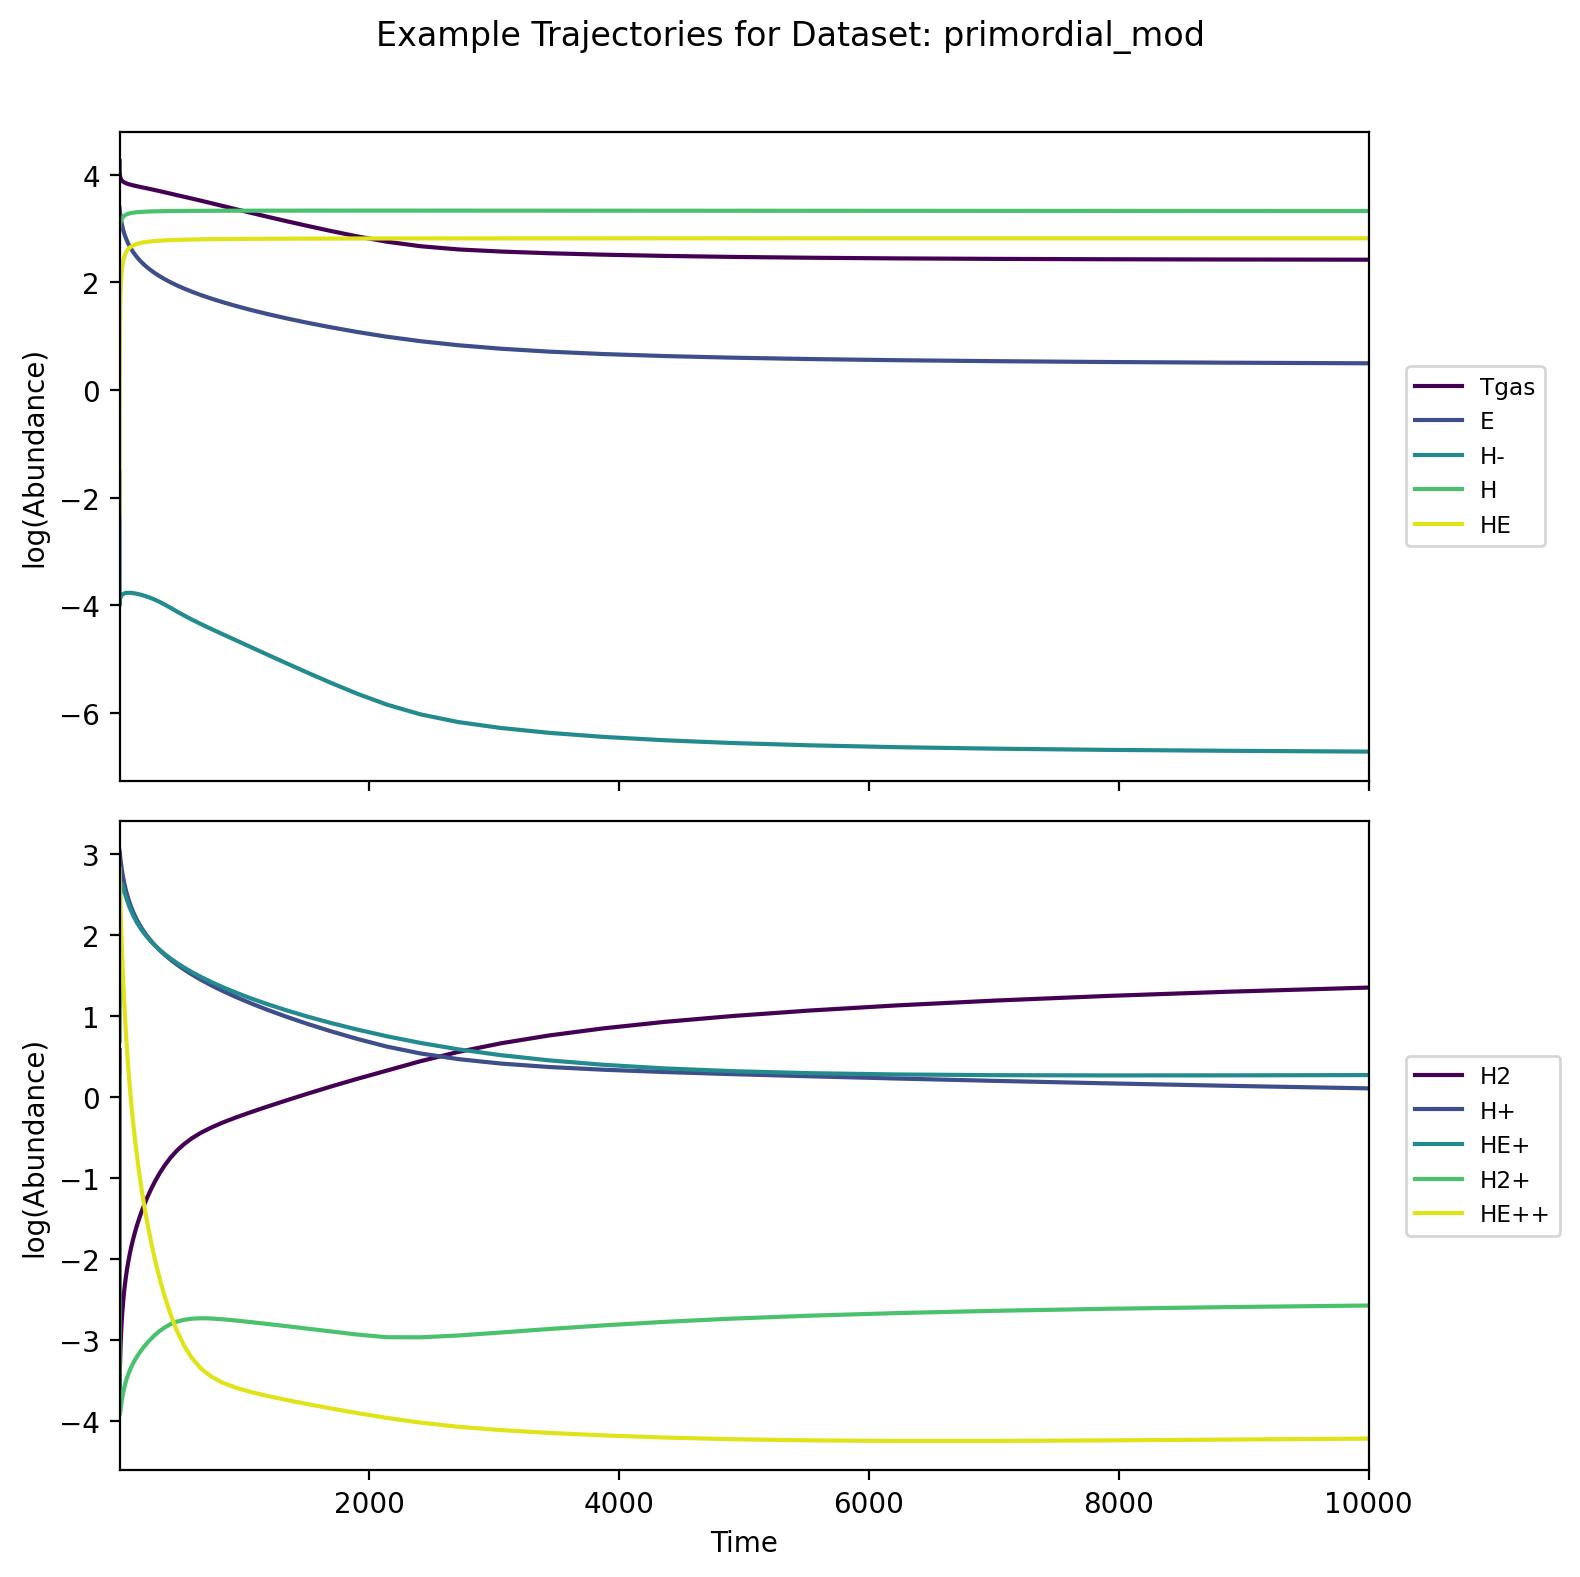 Example Trajectories for Dataset: primordial_mod
4
2
0
−2
−4
−6
log(Abundance)
Tgas
E
H-
H
HE
3
2
1
0
−1
−2
−3
−4
log(Abundance)
H2
H+
HE+
H2+
HE++
2000 4000 6000 8000 10000
Time